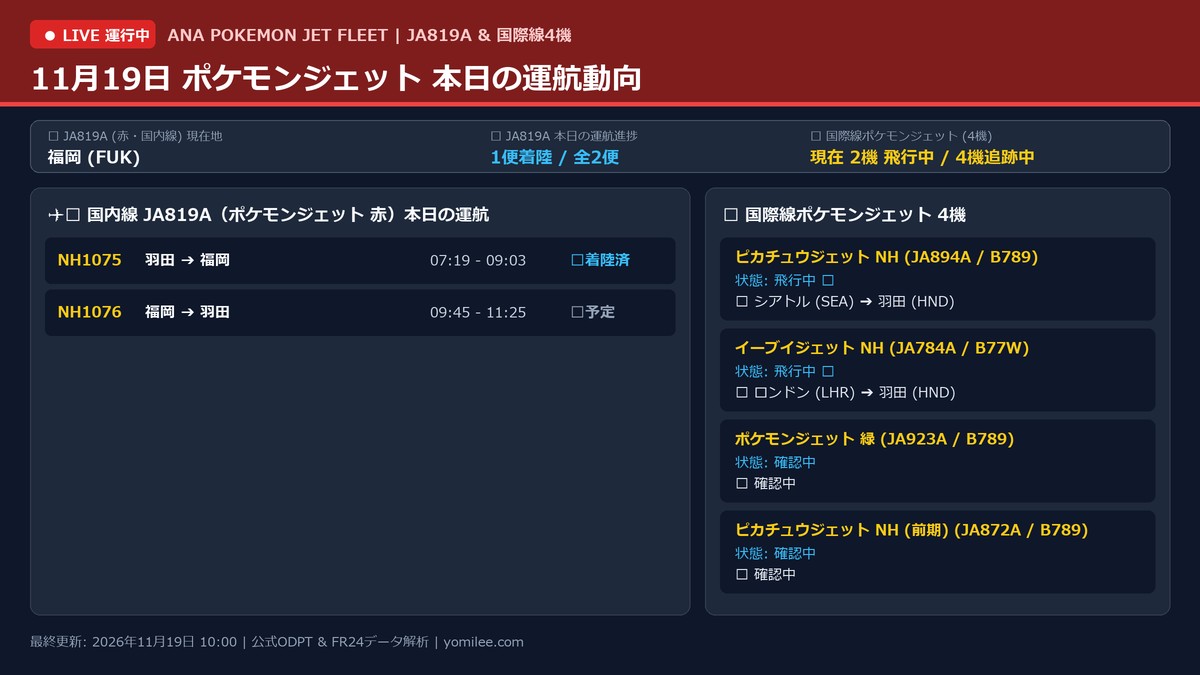 ● LIVE 運行中 ANA POKEMON JET FLEET | JA819A & 国際線4機
11月19日 ポケモンジェット 本日の運航動向
□ JA819A (赤・国内線) 現在地
福岡 (FUK)
□ JA819A 本日の運航進捗
1便着陸 / 全2便
□ 国際線ポケモンジェット (4機)
現在 2機 飛行中 / 4機追跡中
✈□ 国内線 JA819A（ポケモンジェット 赤）本日の運航
NH1075 羽田 → 福岡 07:19 - 09:03 □着陸済
NH1076 福岡 → 羽田 09:45 - 11:25 □予定
□ 国際線ポケモンジェット 4機
ピカチュウジェット NH (JA894A / B789)
状態: 飛行中 □
□ シアトル (SEA) ➔ 羽田 (HND)
イーブイジェット NH (JA784A / B77W)
状態: 飛行中 □
□ ロンドン (LHR) ➔ 羽田 (HND)
ポケモンジェット 緑 (JA923A / B789)
状態: 確認中
□ 確認中
ピカチュウジェット NH (前期) (JA872A / B789)
状態: 確認中
□ 確認中
最終更新: 2026年11月19日 10:00 | 公式ODPT & FR24データ解析 | yomilee.com